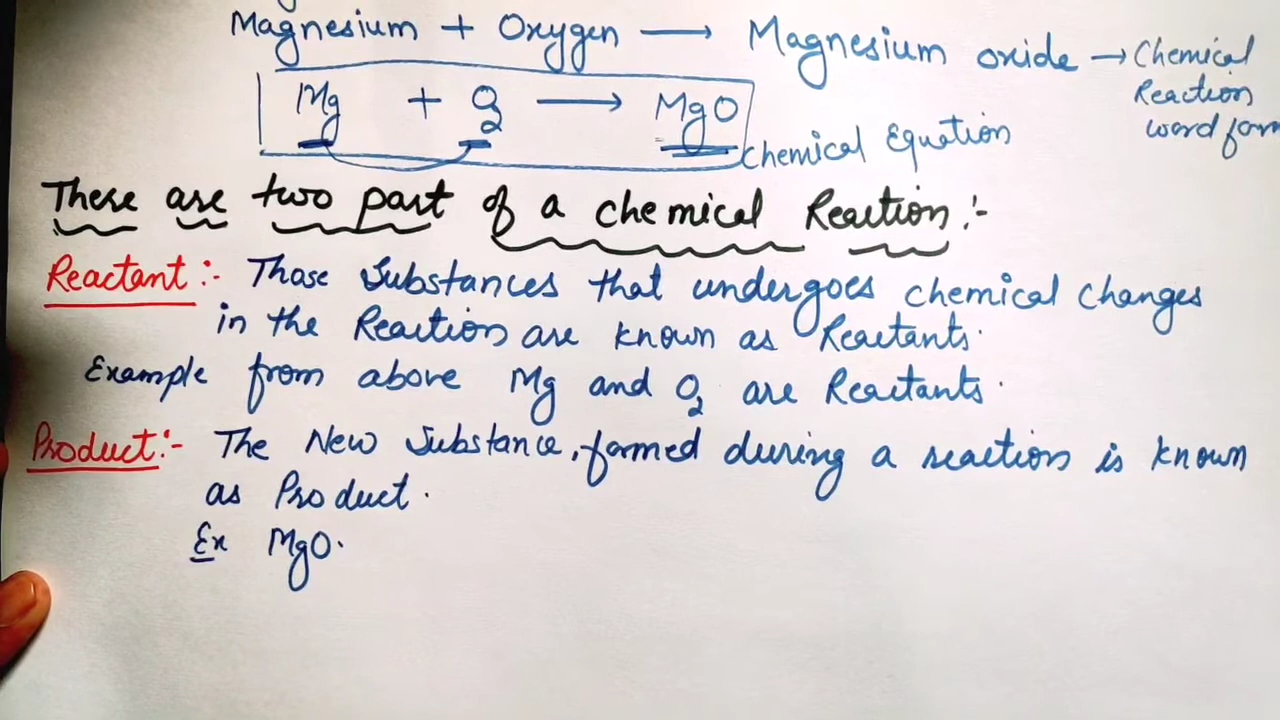 Magnesium + Oxygen → Magnesium oxide → Chemical
Reaction
word form
Mg + O2 → MgO
Chemical Equation
There are two part of a chemical Reaction :-
Reactant :- Those Substances that undergoes chemical changes
in the Reaction are known as Reactants.
Example from above Mg and O2 are Reactants.
Product :- The New Substance, formed during a reaction is known
as Product.
Ex MgO.